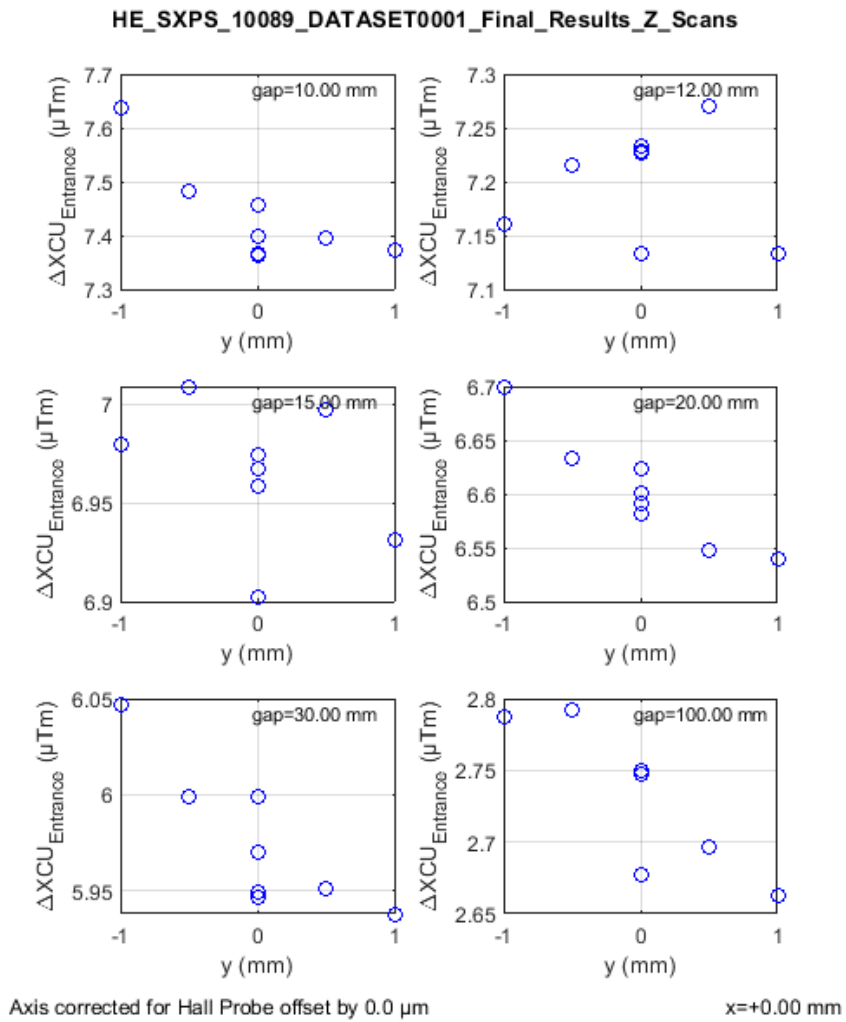 HE_SXPS_10089_DATASET0001_Final_Results_Z_Scans
gap=10.00 mm
7.7
7.6
7.5
7.4
7.3
ΔXCU_Entrance (µTm)
-1 0 1
y (mm)
gap=12.00 mm
7.3
7.25
7.2
7.15
7.1
ΔXCU_Entrance (µTm)
-1 0 1
y (mm)
gap=15.00 mm
7
6.95
6.9
ΔXCU_Entrance (µTm)
-1 0 1
y (mm)
gap=20.00 mm
6.7
6.65
6.6
6.55
6.5
ΔXCU_Entrance (µTm)
-1 0 1
y (mm)
gap=30.00 mm
6.05
6
5.95
ΔXCU_Entrance (µTm)
-1 0 1
y (mm)
gap=100.00 mm
2.8
2.75
2.7
2.65
ΔXCU_Entrance (µTm)
-1 0 1
y (mm)
Axis corrected for Hall Probe offset by 0.0 µm
x=+0.00 mm